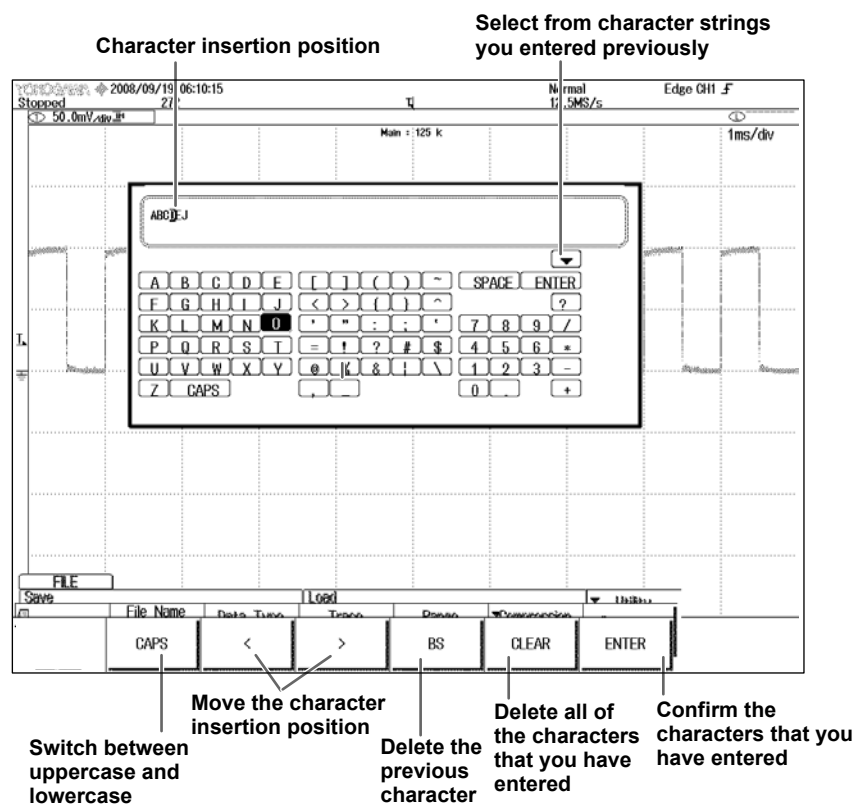 Select from character strings
you entered previously
Character insertion position
YOKOGAWA 2008/09/19 06:10:15 Normal Edge CH1
Stopped 12.5MS/s
50.0mV/div
Main : 125 k
1ms/div
ABCDEJ
A B C D E [ ] ( ) ~ SPACE ENTER
F G H I J < > { } ^ ?
K L M N O ' " : ; ' 7 8 9 /
P Q R S T = ! ? # $ 4 5 6 *
U V W X Y @ & | \ 1 2 3 -
Z CAPS , _ 0 . +
FILE
Save Load Utility
File Name Data Type Trace Range Compression
CAPS < > BS CLEAR ENTER
Move the character
insertion position
Switch between
uppercase and
lowercase
Delete the
previous
character
Delete all of
the characters
that you have
entered
Confirm the
characters that you
have entered